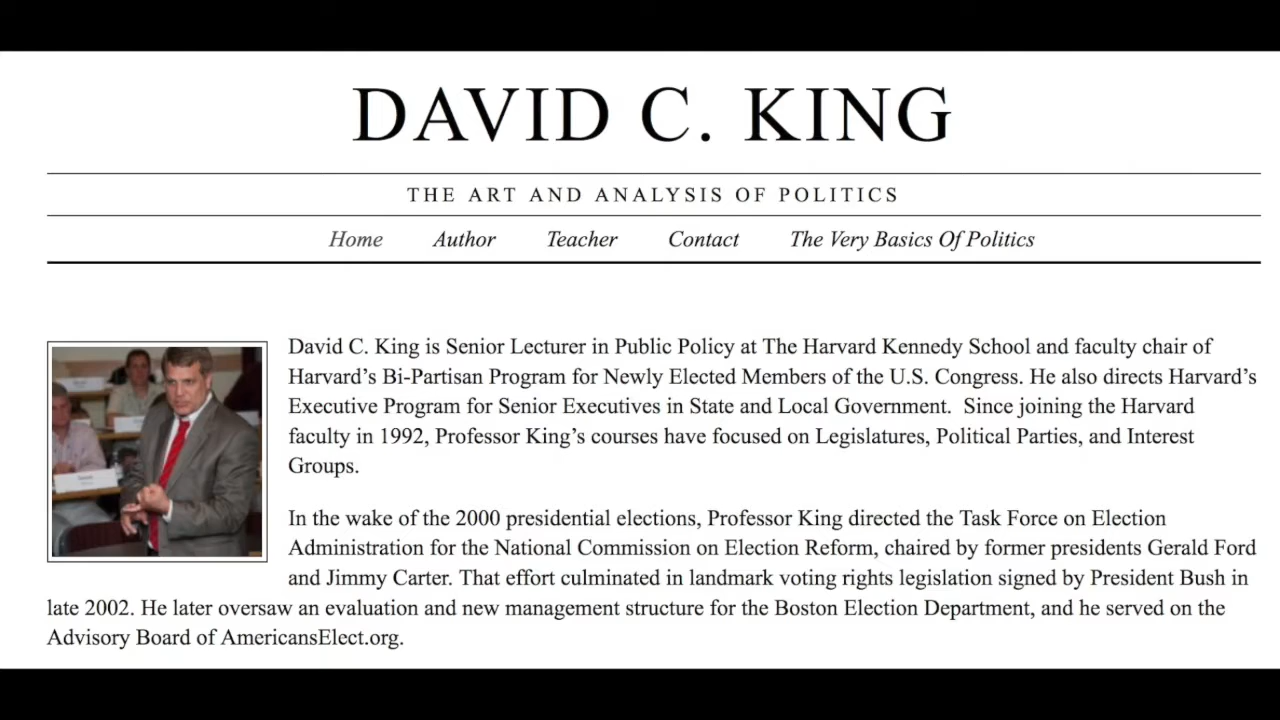 DAVID C. KING
THE ART AND ANALYSIS OF POLITICS
Home Author Teacher Contact The Very Basics Of Politics
David C. King is Senior Lecturer in Public Policy at The Harvard Kennedy School and faculty chair of
Harvard’s Bi-Partisan Program for Newly Elected Members of the U.S. Congress. He also directs Harvard’s
Executive Program for Senior Executives in State and Local Government.  Since joining the Harvard
faculty in 1992, Professor King’s courses have focused on Legislatures, Political Parties, and Interest
Groups.
In the wake of the 2000 presidential elections, Professor King directed the Task Force on Election
Administration for the National Commission on Election Reform, chaired by former presidents Gerald Ford
and Jimmy Carter. That effort culminated in landmark voting rights legislation signed by President Bush in
late 2002. He later oversaw an evaluation and new management structure for the Boston Election Department, and he served on the
Advisory Board of AmericansElect.org.